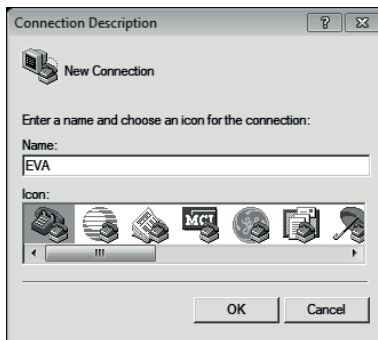 Connection Description
New Connection
Enter a name and choose an icon for the connection:
Name:
EVA
Icon:
MCI
OK
Cancel